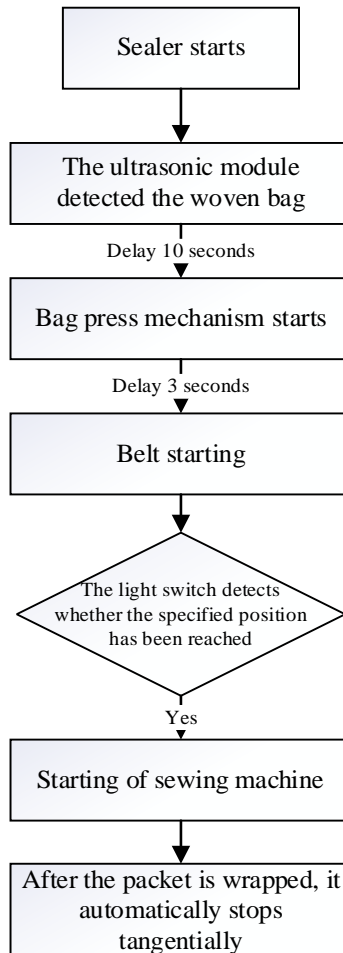 Sealer starts
The ultrasonic module
detected the woven bag
Delay 10 seconds
Bag press mechanism starts
Delay 3 seconds
Belt starting
The light switch detects
whether the specified position
has been reached
Yes
Starting of sewing machine
After the packet is wrapped, it
automatically stops
tangentially